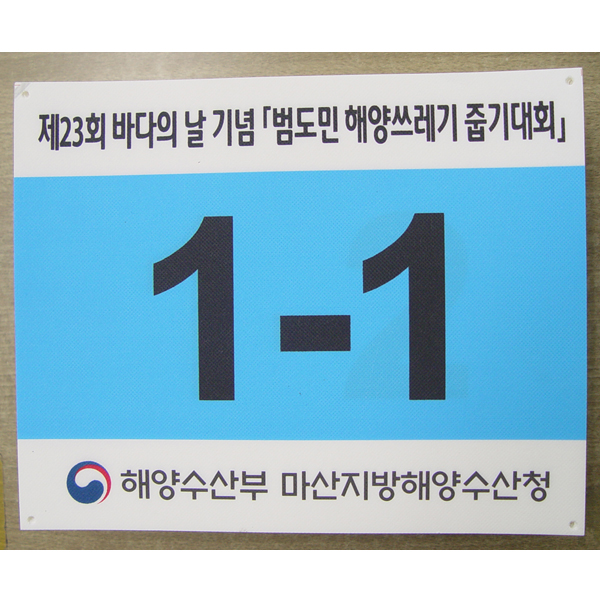 제23회 바다의 날 기념 「범도민 해양쓰레기 줍기대회」
1-1
해양수산부 마산지방해양수산청